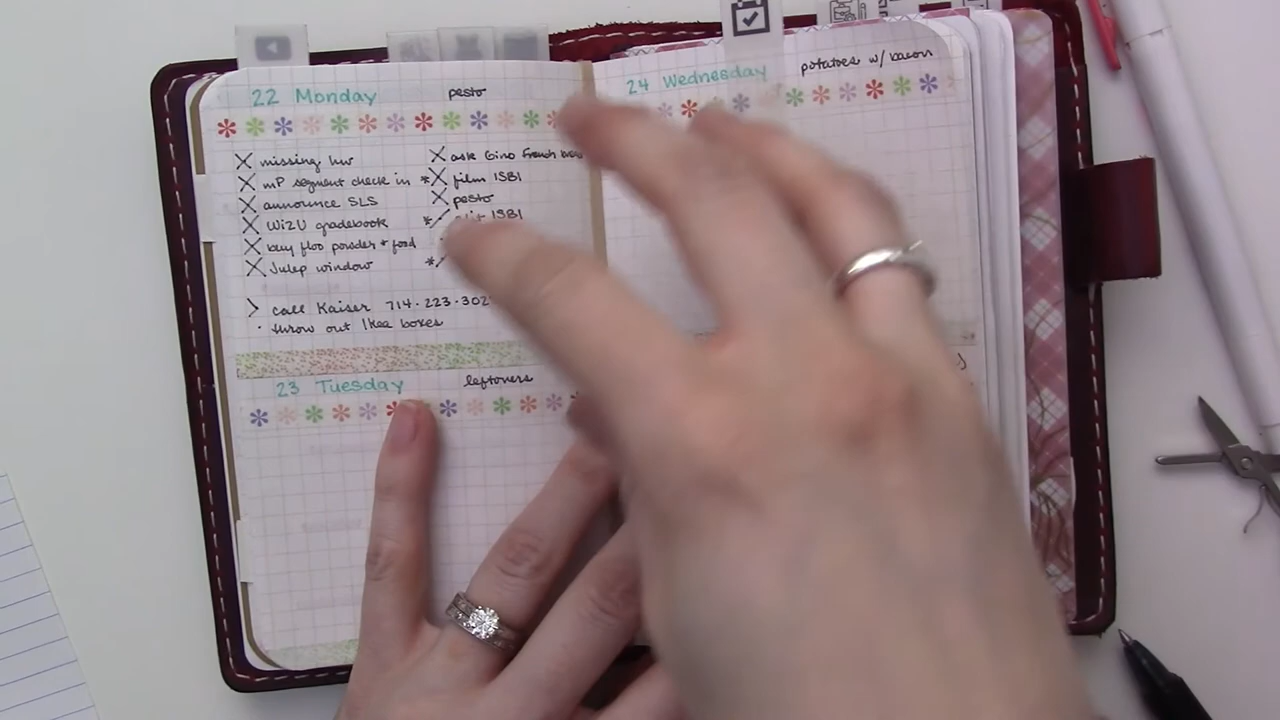 22 Monday
pesto
missing hw
mP segment check in
announce SLS
WizU gradebook
buy floo powder + food
Julep window
ask Gino French
* film ISBI
pesto
* ISBI
*
> call Kaiser 714·223·302
· throw out Ikea boxes
23 Tuesday
leftovers
24 Wednesday
potatoes w/ bacon